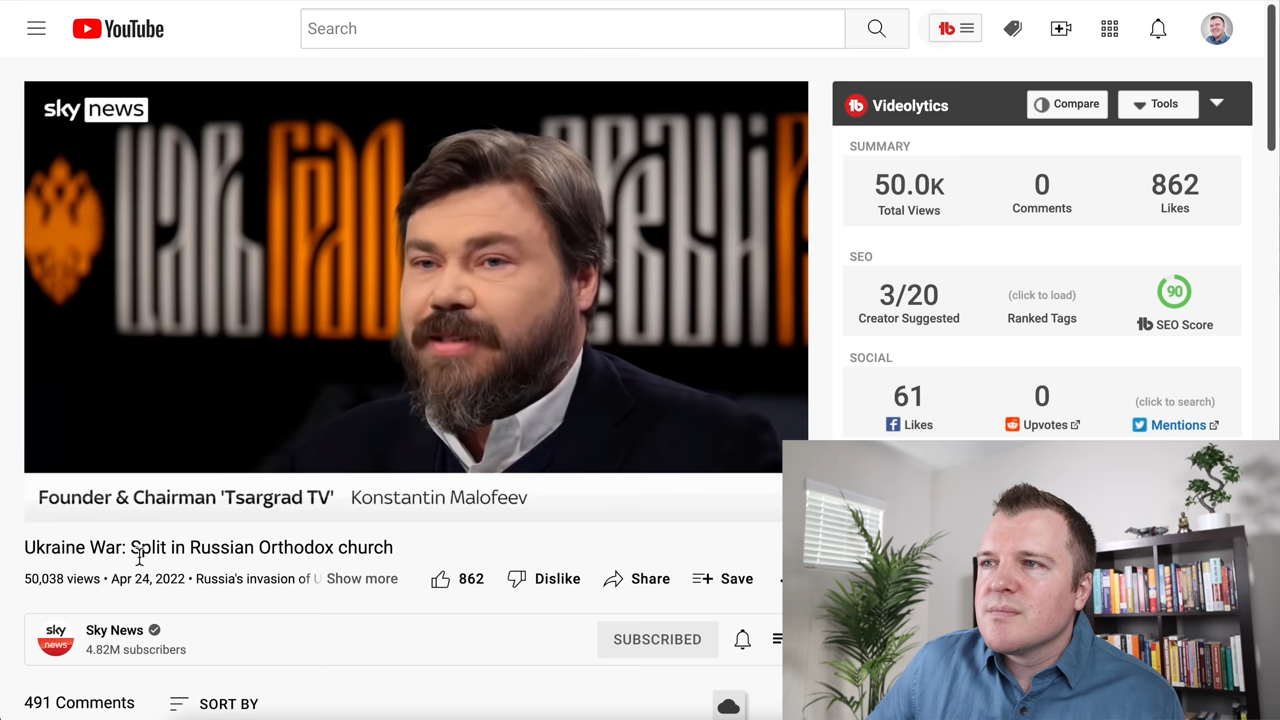 YouTube
Search
sky news
ЦАРЬГРАД
Founder & Chairman 'Tsargrad TV' Konstantin Malofeev
Ukraine War: Split in Russian Orthodox church
50,038 views • Apr 24, 2022 • Russia's invasion of Show more
862
Dislike
Share
Save
sky
news
Sky News
4.82M subscribers
SUBSCRIBED
491 Comments
SORT BY
Videolytics
Compare
Tools
SUMMARY
50.0K
Total Views
0
Comments
862
Likes
SEO
3/20
Creator Suggested
(click to load)
Ranked Tags
90
SEO Score
SOCIAL
61
Likes
0
Upvotes
(click to search)
Mentions